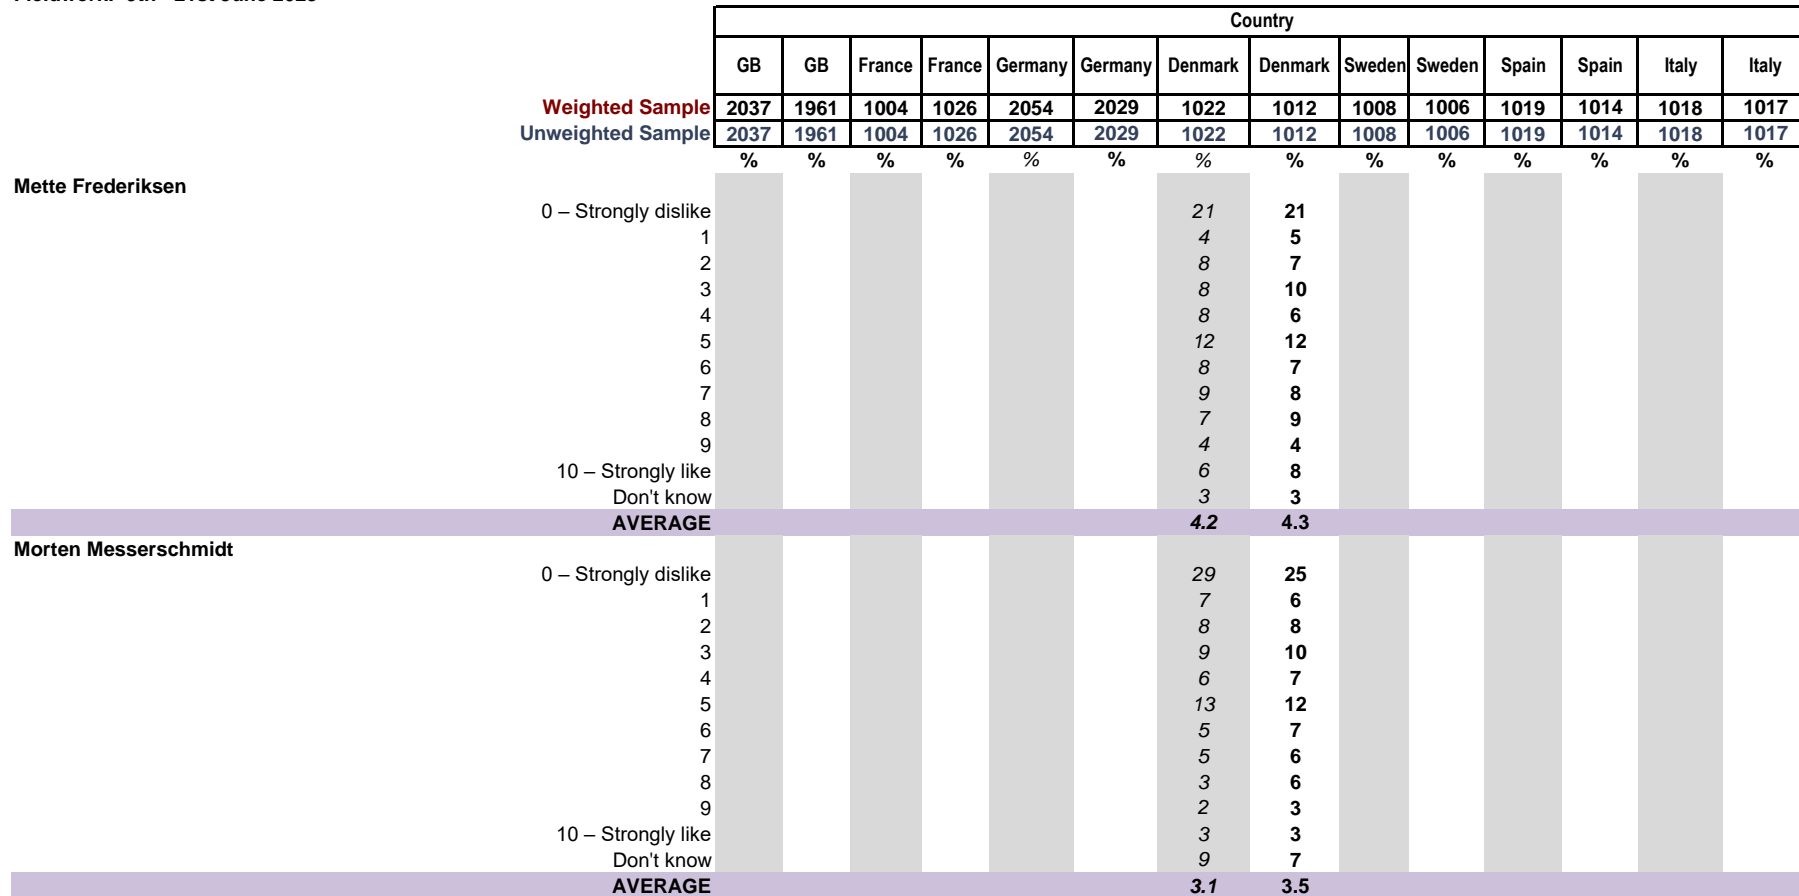 Country
GB GB France France Germany Germany Denmark Denmark Sweden Sweden Spain Spain Italy Italy
Weighted Sample 2037 1961 1004 1026 2054 2029 1022 1012 1008 1006 1019 1014 1018 1017
Unweighted Sample 2037 1961 1004 1026 2054 2029 1022 1012 1008 1006 1019 1014 1018 1017
% % % % % % % % % % % % % %
Mette Frederiksen
0 – Strongly dislike 21 21
1 4 5
2 8 7
3 8 10
4 8 6
5 12 12
6 8 7
7 9 8
8 7 9
9 4 4
10 – Strongly like 6 8
Don't know 3 3
AVERAGE 4.2 4.3
Morten Messerschmidt
0 – Strongly dislike 29 25
1 7 6
2 8 8
3 9 10
4 6 7
5 13 12
6 5 7
7 5 6
8 3 6
9 2 3
10 – Strongly like 3 3
Don't know 9 7
AVERAGE 3.1 3.5